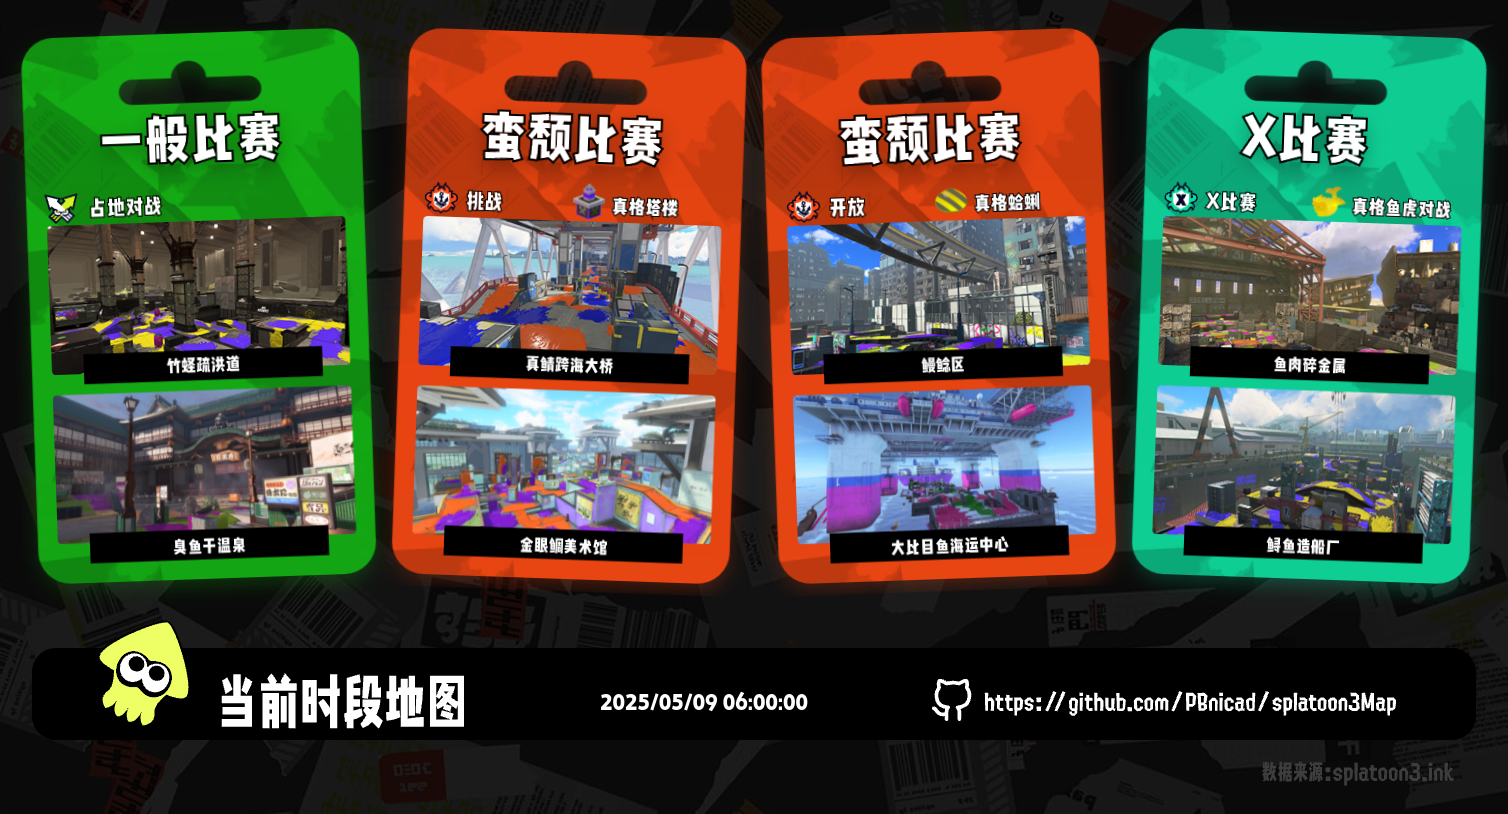 一般比赛
占地对战
竹蛏疏洪道
臭鱼干温泉
蛮颓比赛
挑战
真格塔楼
真鲭跨海大桥
金眼鲷美术馆
蛮颓比赛
开放
真格蛤蜊
鳗鲶区
大比目鱼海运中心
X比赛
X比赛
真格鱼虎对战
鱼肉碎金属
鲟鱼造船厂
当前时段地图
2025/05/09 06:00:00
https://github.com/PBnicad/splatoon3Map
数据来源:splatoon3.ink